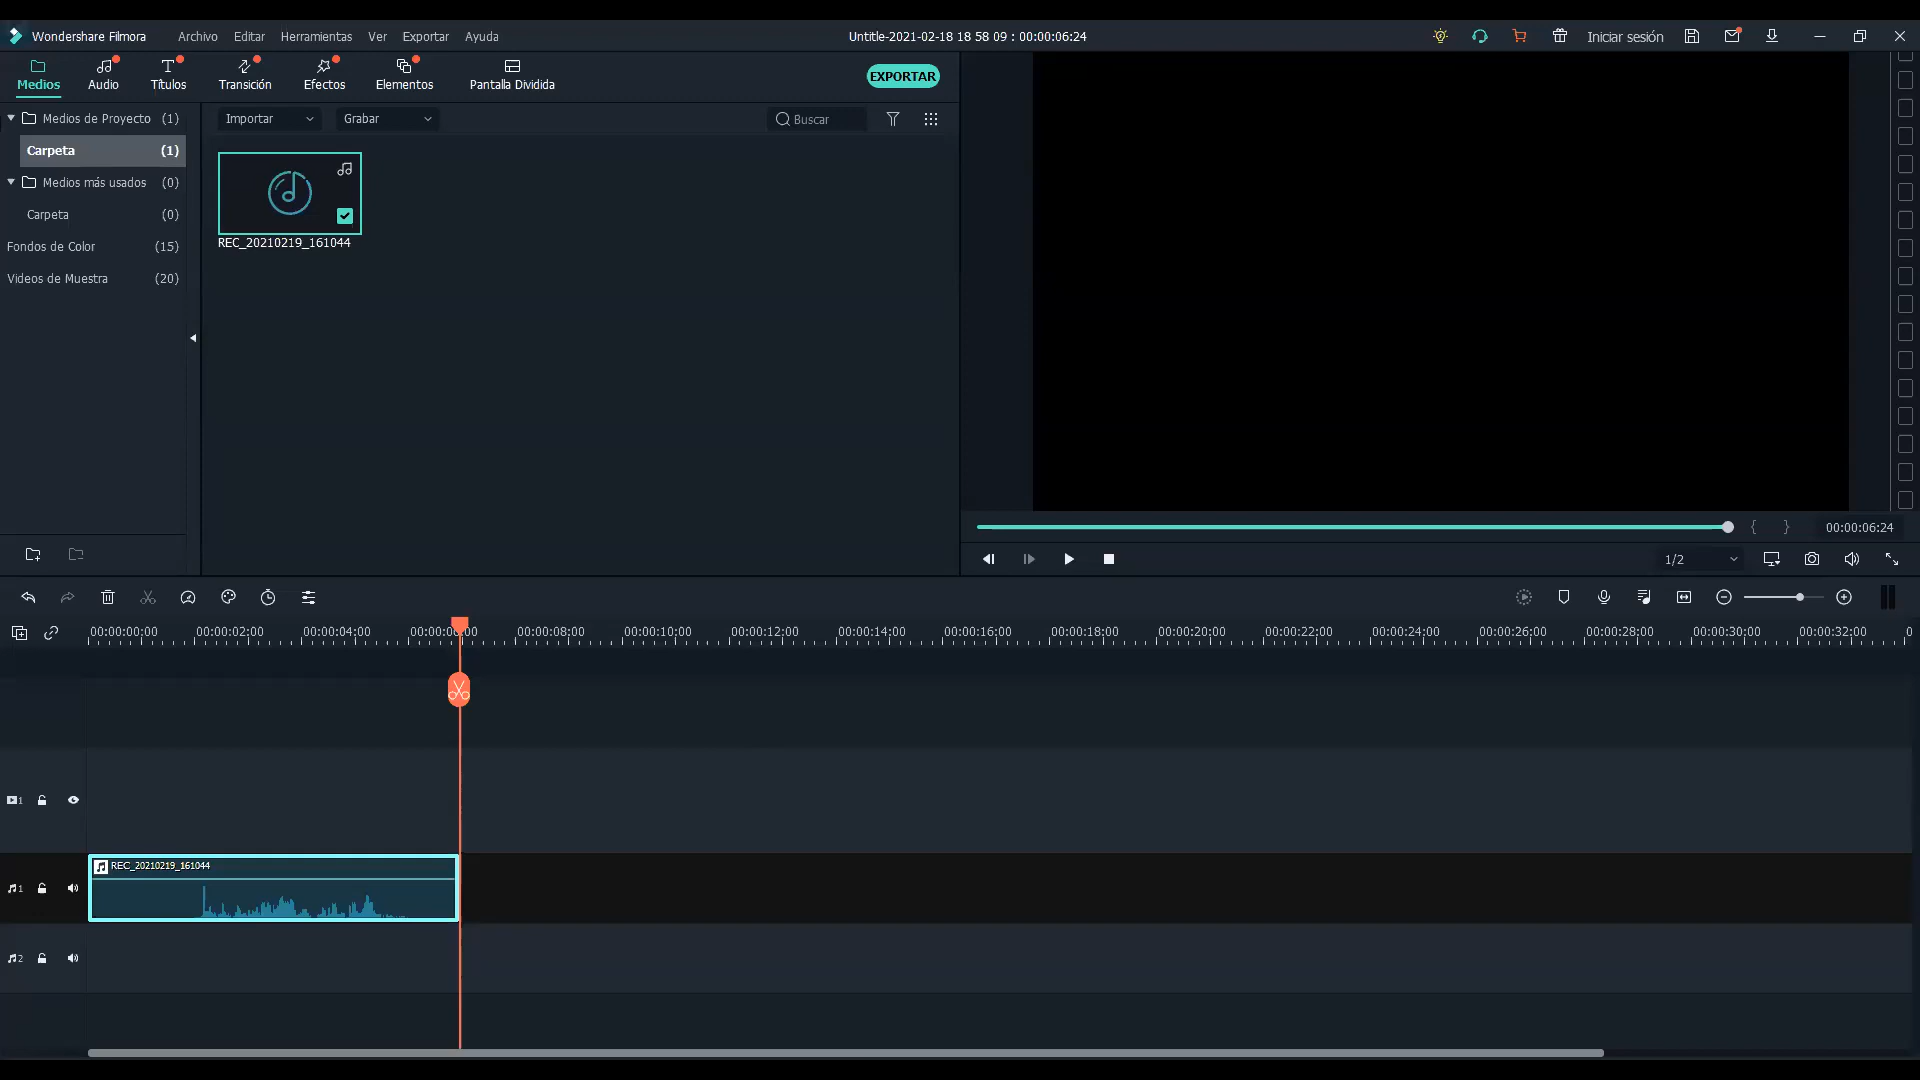 Wondershare Filmora Archivo Editar Herramientas Ver Exportar Ayuda Untitle-2021-02-18 18 58 09 : 00:00:06:24 Iniciar sesión
Medios Audio Títulos Transición Efectos Elementos Pantalla Dividida EXPORTAR
Medios de Proyecto (1) Importar Grabar Buscar
Carpeta (1)
Medios más usados (0)
Carpeta (0)
REC_20210219_161044
Fondos de Color (15)
Videos de Muestra (20)
{ } 00:00:06:24
1/2
00:00:00:00 00:00:02:00 00:00:04:00 00:00:06:00 00:00:08:00 00:00:10:00 00:00:12:00 00:00:14:00 00:00:16:00 00:00:18:00 00:00:20:00 00:00:22:00 00:00:24:00 00:00:26:00 00:00:28:00 00:00:30:00 00:00:32:00 0
1
REC_20210219_161044
1
2